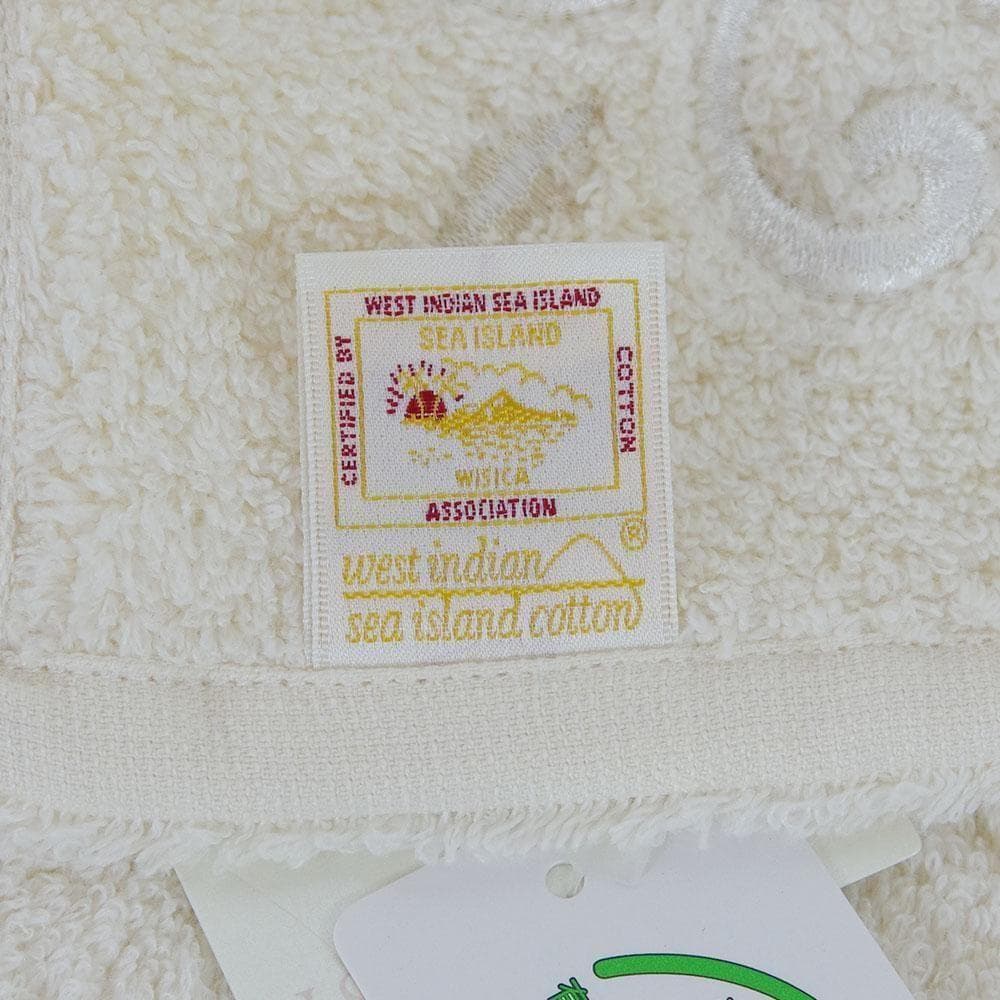 WEST INDIAN SEA ISLAND
CERTIFIED BY
SEA ISLAND
COTTON
WISICA
ASSOCIATION
®
west indian
sea island cotton